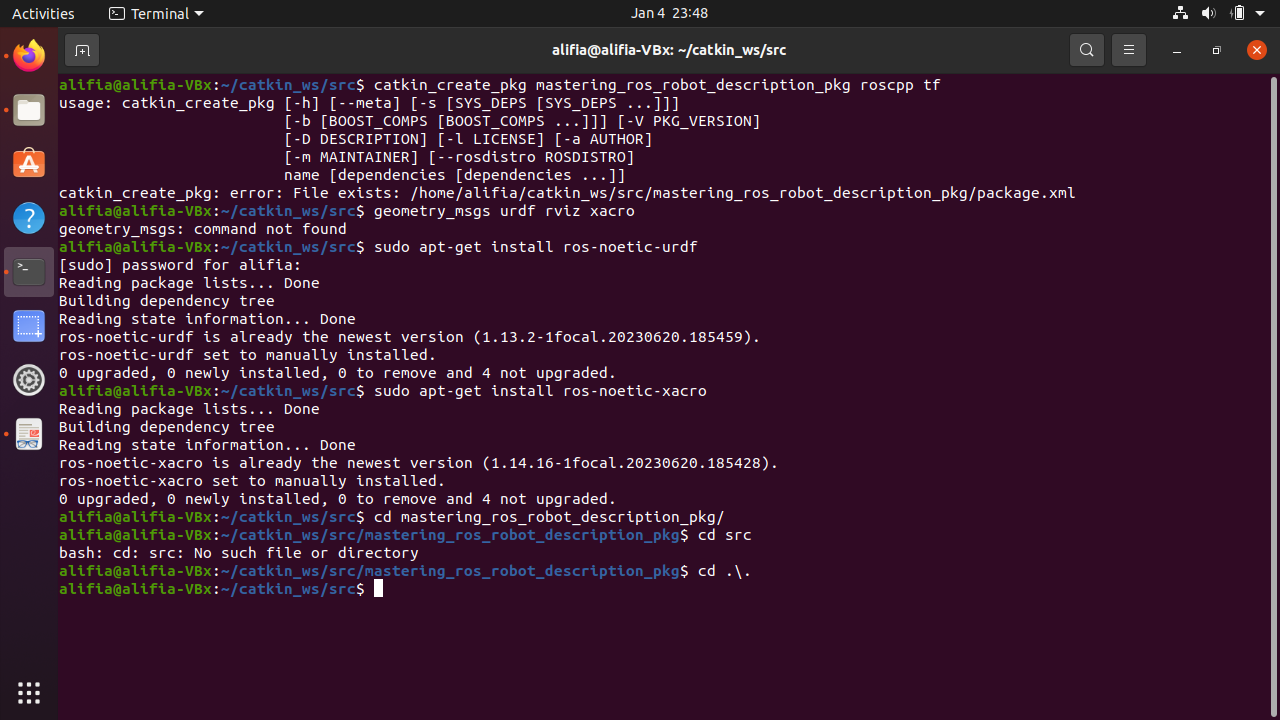 Activities
Terminal
Jan 4 23:48
alifia@alifia-VBx: ~/catkin_ws/src
alifia@alifia-VBx:~/catkin_ws/src$ catkin_create_pkg mastering_ros_robot_description_pkg roscpp tf
usage: catkin_create_pkg [-h] [--meta] [-s [SYS_DEPS [SYS_DEPS ...]]]
[-b [BOOST_COMPS [BOOST_COMPS ...]]] [-V PKG_VERSION]
[-D DESCRIPTION] [-l LICENSE] [-a AUTHOR]
[-m MAINTAINER] [--rosdistro ROSDISTRO]
name [dependencies [dependencies ...]]
catkin_create_pkg: error: File exists: /home/alifia/catkin_ws/src/mastering_ros_robot_description_pkg/package.xml
alifia@alifia-VBx:~/catkin_ws/src$ geometry_msgs urdf rviz xacro
geometry_msgs: command not found
alifia@alifia-VBx:~/catkin_ws/src$ sudo apt-get install ros-noetic-urdf
[sudo] password for alifia:
Reading package lists... Done
Building dependency tree
Reading state information... Done
ros-noetic-urdf is already the newest version (1.13.2-1focal.20230620.185459).
ros-noetic-urdf set to manually installed.
0 upgraded, 0 newly installed, 0 to remove and 4 not upgraded.
alifia@alifia-VBx:~/catkin_ws/src$ sudo apt-get install ros-noetic-xacro
Reading package lists... Done
Building dependency tree
Reading state information... Done
ros-noetic-xacro is already the newest version (1.14.16-1focal.20230620.185428).
ros-noetic-xacro set to manually installed.
0 upgraded, 0 newly installed, 0 to remove and 4 not upgraded.
alifia@alifia-VBx:~/catkin_ws/src$ cd mastering_ros_robot_description_pkg/
alifia@alifia-VBx:~/catkin_ws/src/mastering_ros_robot_description_pkg$ cd src
bash: cd: src: No such file or directory
alifia@alifia-VBx:~/catkin_ws/src/mastering_ros_robot_description_pkg$ cd .\.
alifia@alifia-VBx:~/catkin_ws/src$